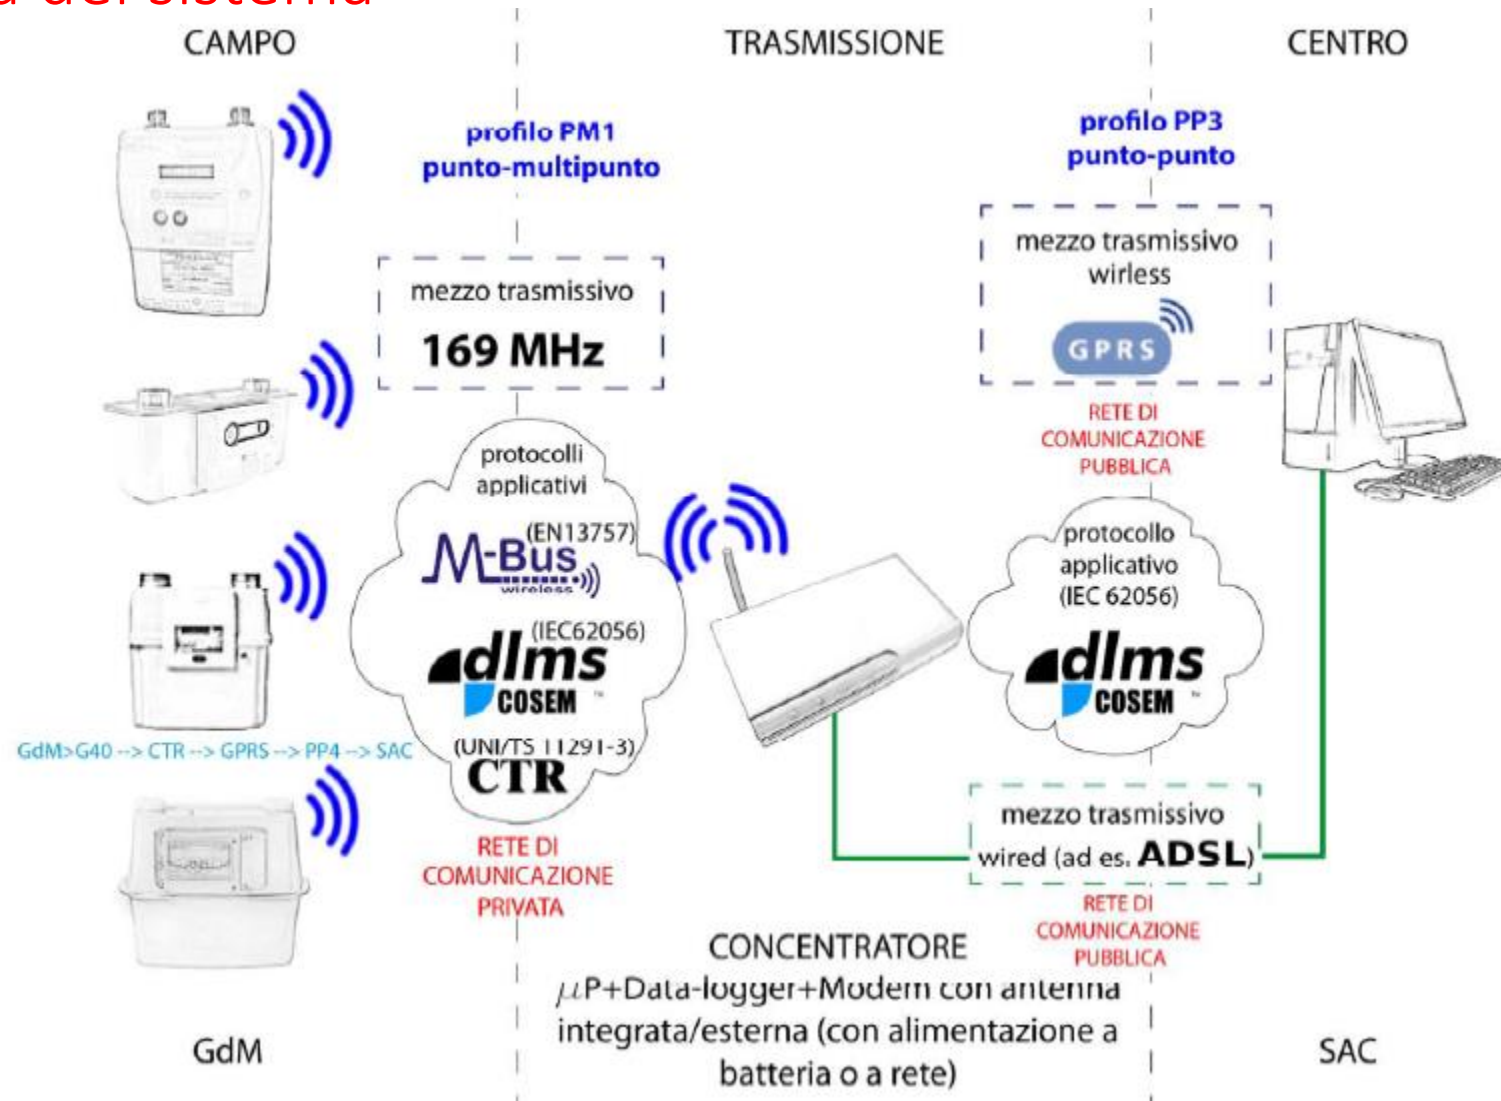 del sistema
CAMPO
TRASMISSIONE
CENTRO
profilo PM1
punto-multipunto
profilo PP3
punto-punto
mezzo trasmissivo
169 MHz
mezzo trasmissivo
wirless
GPRS
RETE DI
COMUNICAZIONE
PUBBLICA
protocolli
applicativi
(EN13757)
M-Bus
wireless
(IEC62056)
dlms
COSEM ™
(UNI/TS 11291-3)
CTR
protocollo
applicativo
(IEC 62056)
dlms
COSEM ™
GdM>G40 --> CTR --> GPRS --> PP4 --> SAC
RETE DI
COMUNICAZIONE
PRIVATA
mezzo trasmissivo
wired (ad es. ADSL)
RETE DI
COMUNICAZIONE
PUBBLICA
CONCENTRATORE
μP+Data-logger+Modem con antenna
integrata/esterna (con alimentazione a
batteria o a rete)
GdM
SAC